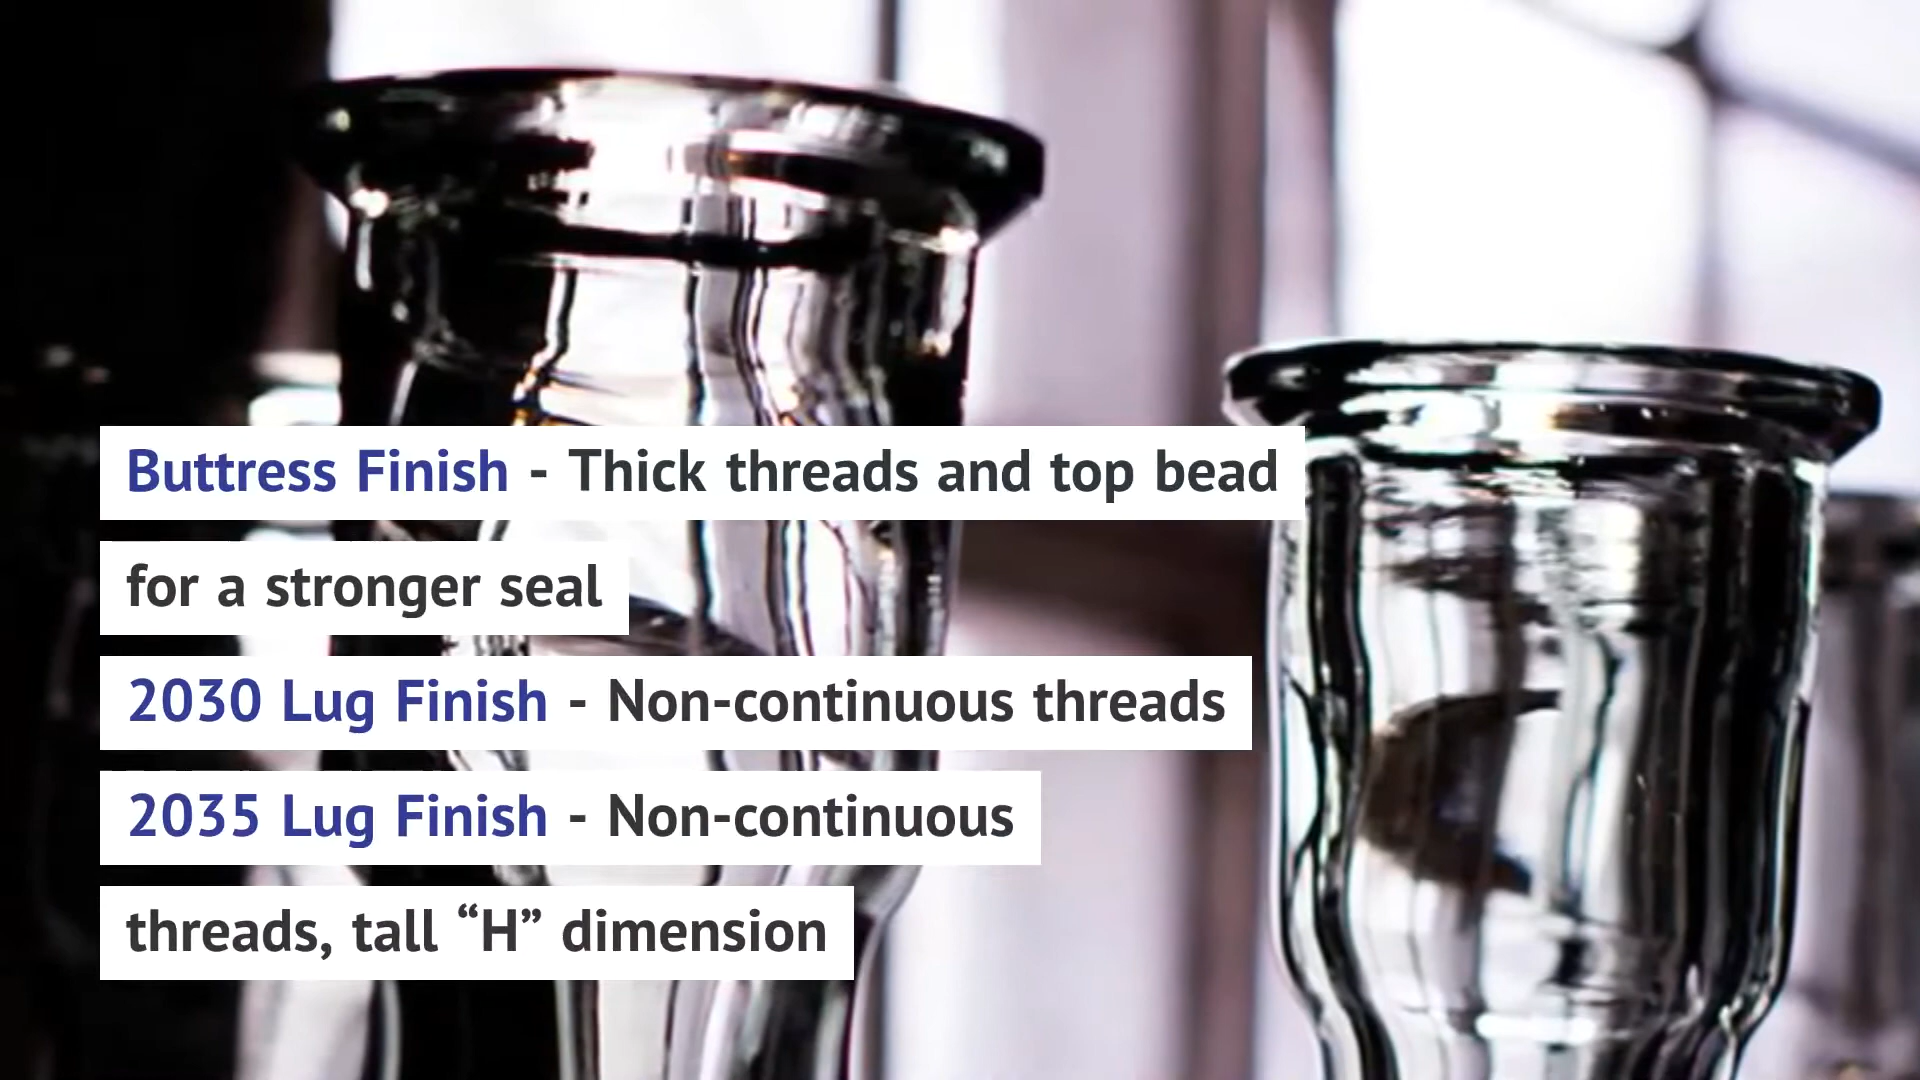 Buttress Finish - Thick threads and top bead
for a stronger seal
2030 Lug Finish - Non-continuous threads
2035 Lug Finish - Non-continuous
threads, tall “H” dimension